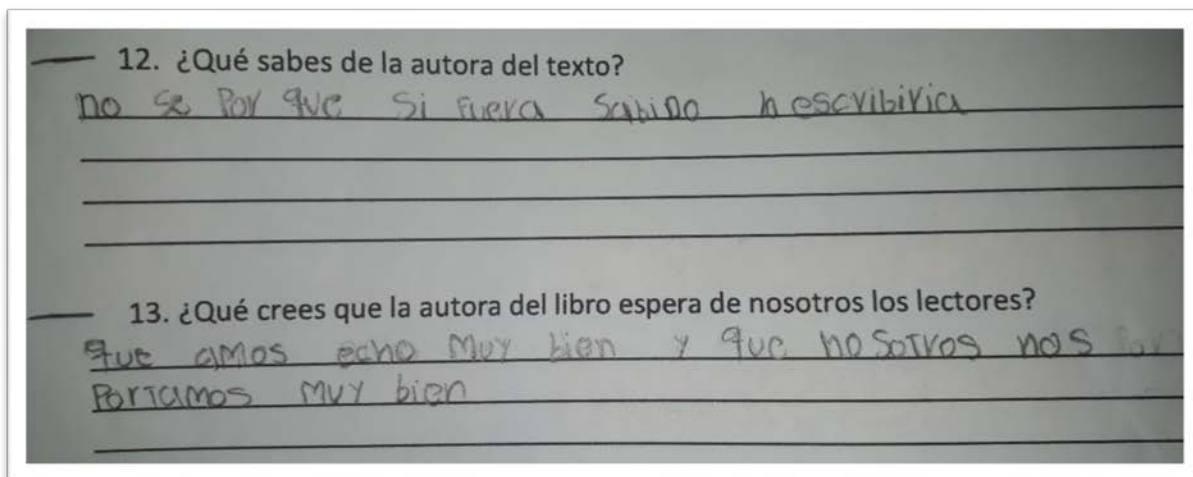 12. ¿Qué sabes de la autora del texto?
no se Por que si fuera sabido escribiria
13. ¿Qué crees que la autora del libro espera de nosotros los lectores?
que amos echo muy bien y que nosotros nos
Portamos muy bien